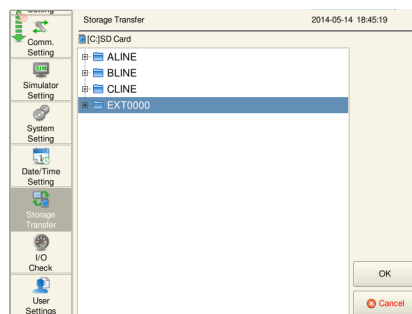 Setting
Storage Transfer
2014-05-14 18:45:19
Comm.
Setting
[C:]SD Card
ALINE
BLINE
CLINE
EXT0000
SIM
Simulator
Setting
System
Setting
Date/Time
Setting
Storage
Transfer
I/O
Check
User
Settings
OK
Cancel